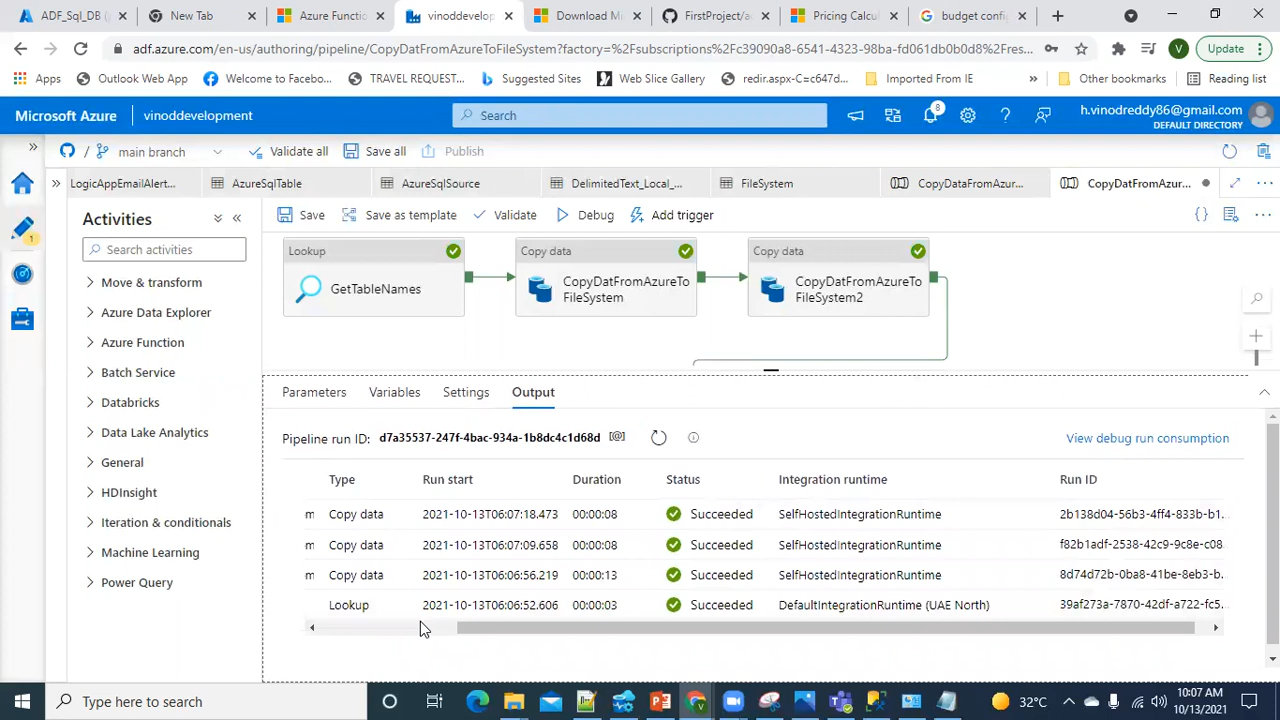 ADF_Sql_DB (
New Tab
Azure Functi
vinoddevelop
Download Mi
FirstProject/a
Pricing Calcu
budget confi
adf.azure.com/en-us/authoring/pipeline/CopyDatFromAzureToFileSystem?factory=%2Fsubscriptions%2Fc39090a8-6541-4323-98ba-fd061db0b0d8%2Fres...
V
Update
Apps
Outlook Web App
Welcome to Facebo...
TRAVEL REQUEST...
Suggested Sites
Web Slice Gallery
redir.aspx-C=c647d...
Imported From IE
»
Other bookmarks
Reading list
Microsoft Azure
vinoddevelopment
Search
8
h.vinodreddy86@gmail.com
DEFAULT DIRECTORY
main branch
Validate all
Save all
Publish
LogicAppEmailAlert...
AzureSqlTable
AzureSqlSource
DelimitedText_Local_...
FileSystem
CopyDataFromAzur...
CopyDatFromAzur...
Activities
Save
Save as template
Validate
Debug
Add trigger
Search activities
Move & transform
Azure Data Explorer
Azure Function
Batch Service
Databricks
Data Lake Analytics
General
HDInsight
Iteration & conditionals
Machine Learning
Power Query
1
Lookup
GetTableNames
Copy data
CopyDatFromAzureTo
FileSystem
Copy data
CopyDatFromAzureTo
FileSystem2
Parameters
Variables
Settings
Output
Pipeline run ID: d7a35537-247f-4bac-934a-1b8dc4c1d68d
View debug run consumption
Type Run start Duration Status Integration runtime Run ID
m Copy data 2021-10-13T06:07:18.473 00:00:08 Succeeded SelfHostedIntegrationRuntime 2b138d04-56b3-4ff4-833b-b1...
m Copy data 2021-10-13T06:07:09.658 00:00:08 Succeeded SelfHostedIntegrationRuntime f82b1adf-2538-42c9-9c8e-c08...
m Copy data 2021-10-13T06:06:56.219 00:00:13 Succeeded SelfHostedIntegrationRuntime 8d74d72b-0ba8-41be-8eb3-b...
Lookup 2021-10-13T06:06:52.606 00:00:03 Succeeded DefaultIntegrationRuntime (UAE North) 39af273a-7870-42df-a722-fc5...
Type here to search
32°C
10:07 AM
10/13/2021